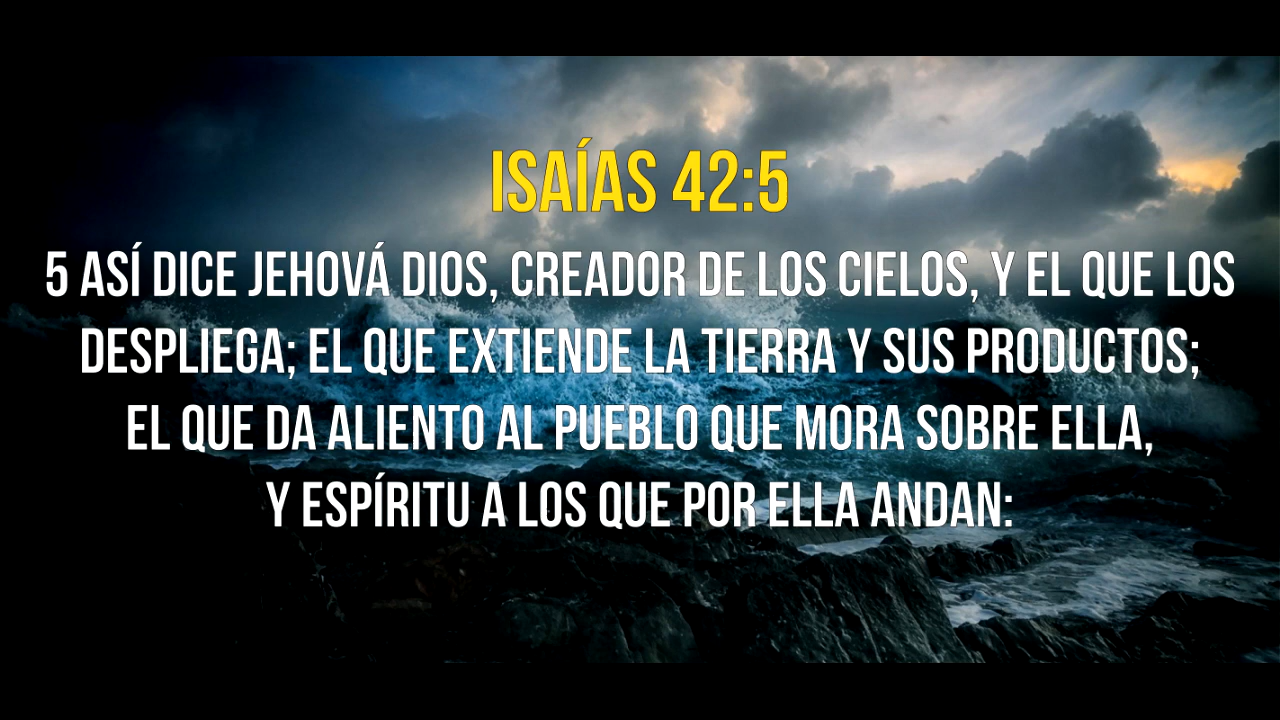 ISAÍAS 42:5
5 ASÍ DICE JEHOVÁ DIOS, CREADOR DE LOS CIELOS, Y EL QUE LOS
DESPLIEGA; EL QUE EXTIENDE LA TIERRA Y SUS PRODUCTOS;
EL QUE DA ALIENTO AL PUEBLO QUE MORA SOBRE ELLA,
Y ESPÍRITU A LOS QUE POR ELLA ANDAN: